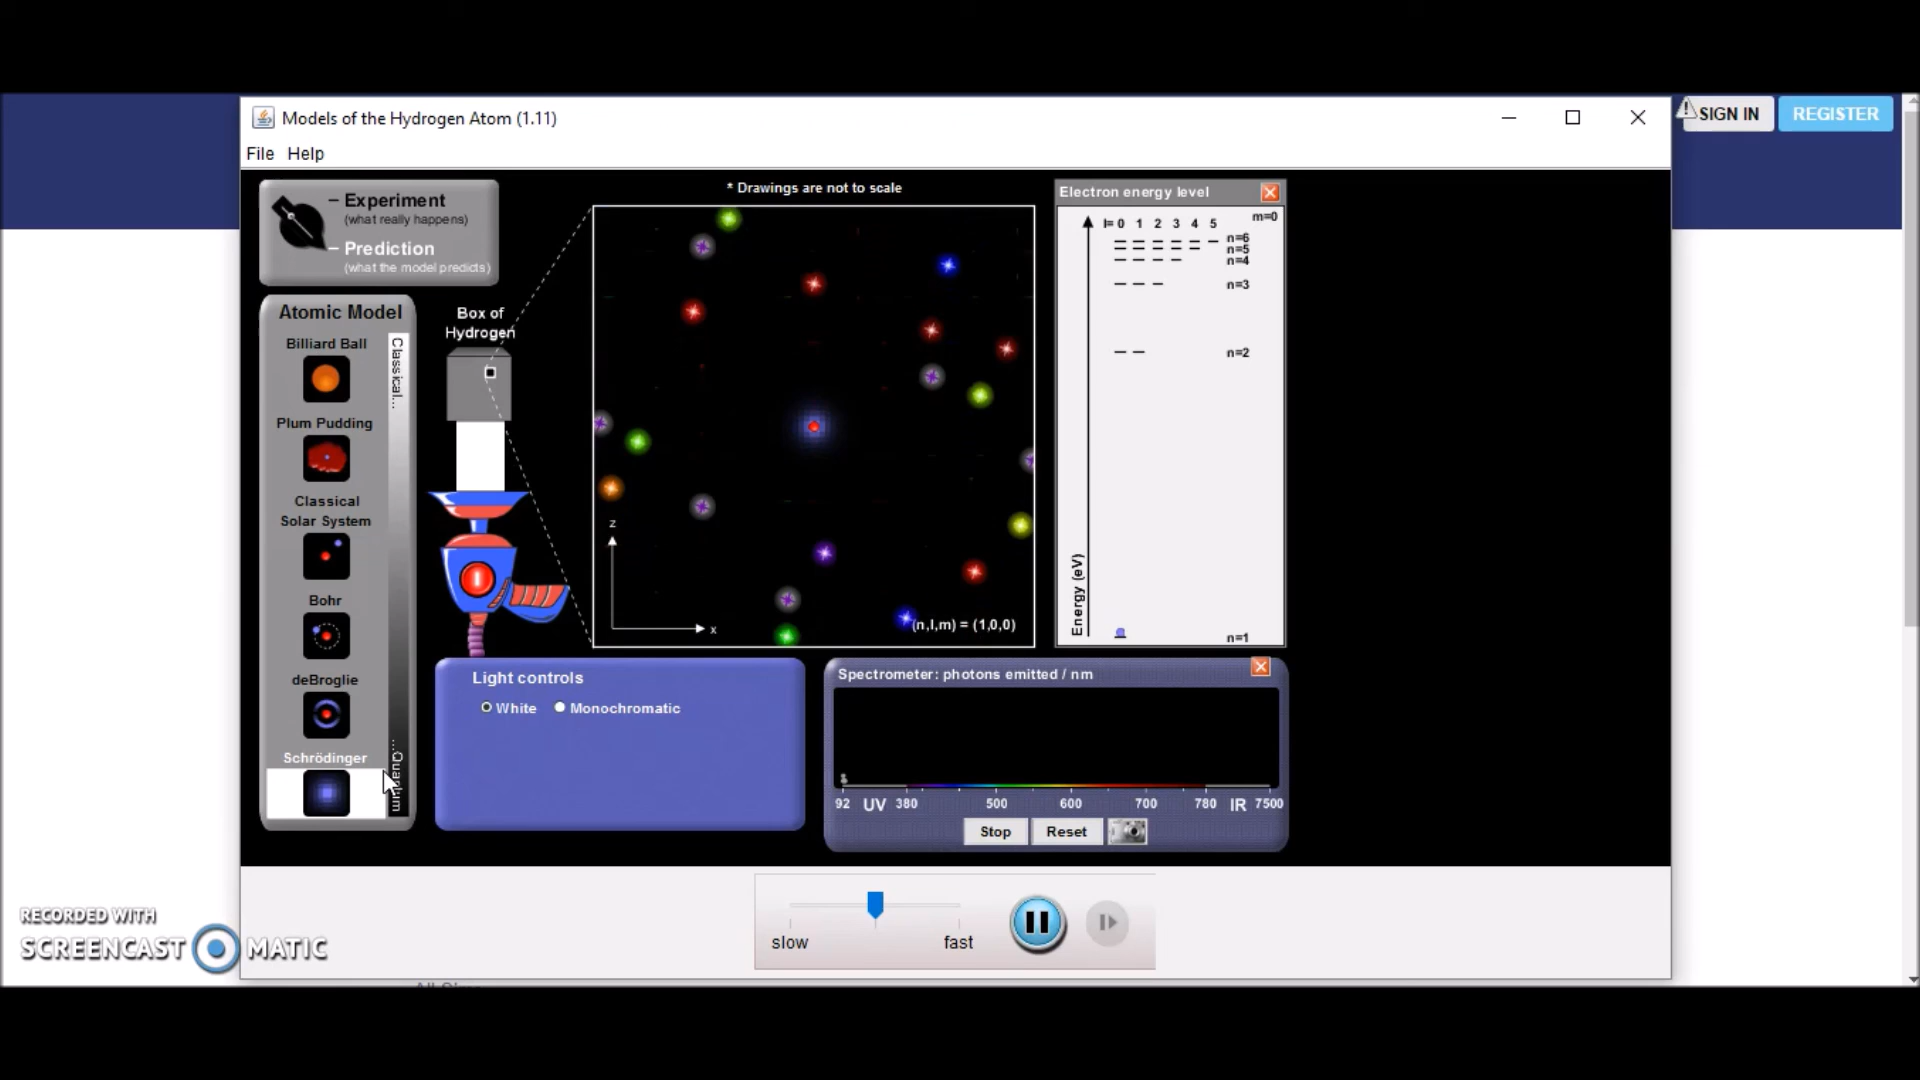 SIGN IN
REGISTER
Models of the Hydrogen Atom (1.11)
File Help
Experiment
(what really happens)
Prediction
(what the model predicts)
* Drawings are not to scale
Electron energy level
l= 0 1 2 3 4 5
m=0
n=6
n=5
n=4
n=3
n=2
n=1
Energy (eV)
Atomic Model
Billiard Ball
Plum Pudding
Classical
Solar System
Bohr
deBroglie
Schrödinger
Classical...
...Quantum
Box of
Hydrogen
z
x
(n,l,m) = (1,0,0)
Light controls
White Monochromatic
Spectrometer: photons emitted / nm
92 UV 380 500 600 700 780 IR 7500
Stop Reset
slow fast
RECORDED WITH
SCREENCAST MATIC